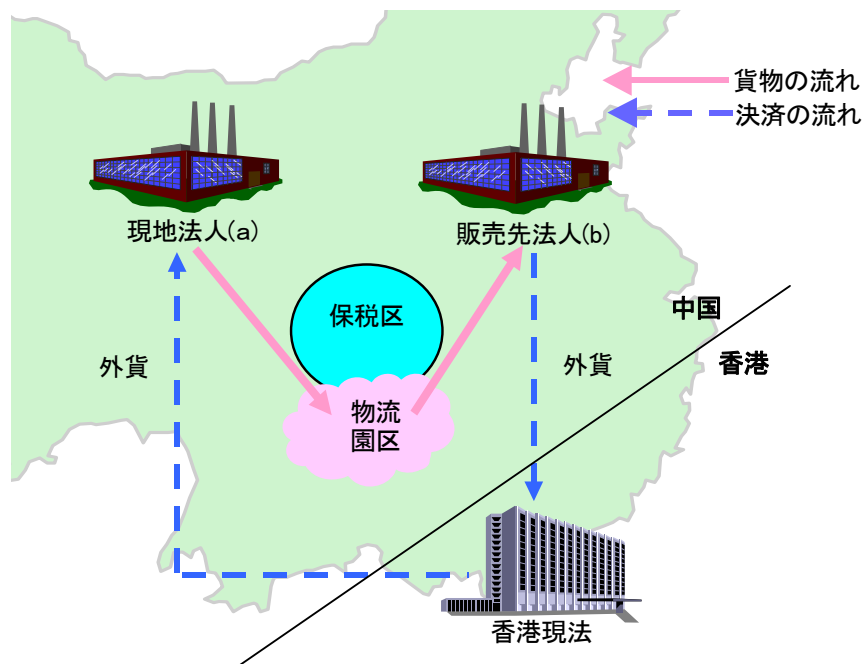 貨物の流れ
決済の流れ
現地法人(a)
販売先法人(b)
保税区
中国
香港
外貨
外貨
物流
園区
香港現法